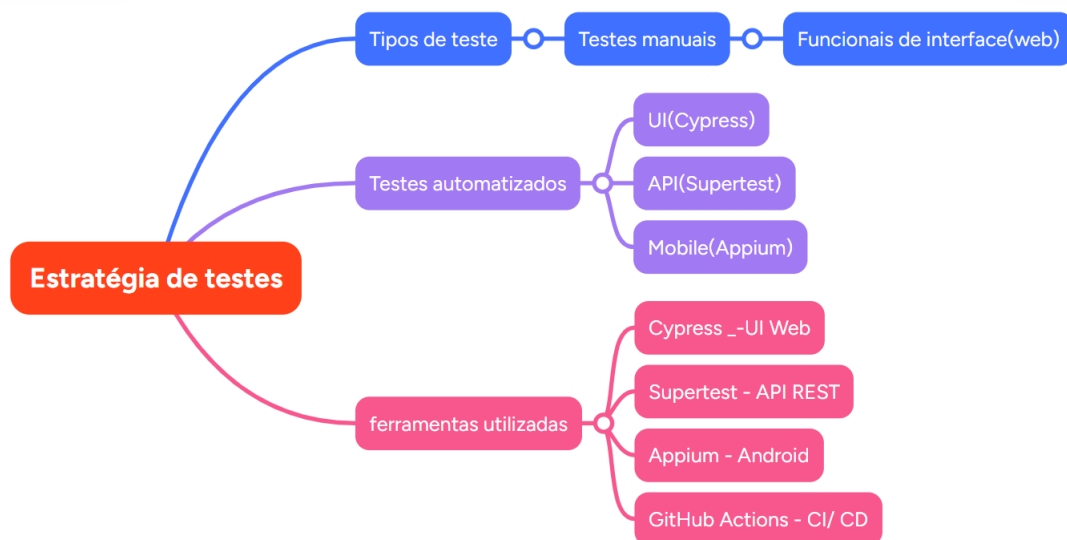 Tipos de teste
Testes manuais
Funcionais de interface(web)
UI(Cypress)
Testes automatizados
API(Supertest)
Mobile(Appium)
Estratégia de testes
Cypress _-UI Web
Supertest - API REST
ferramentas utilizadas
Appium - Android
GitHub Actions - CI/ CD